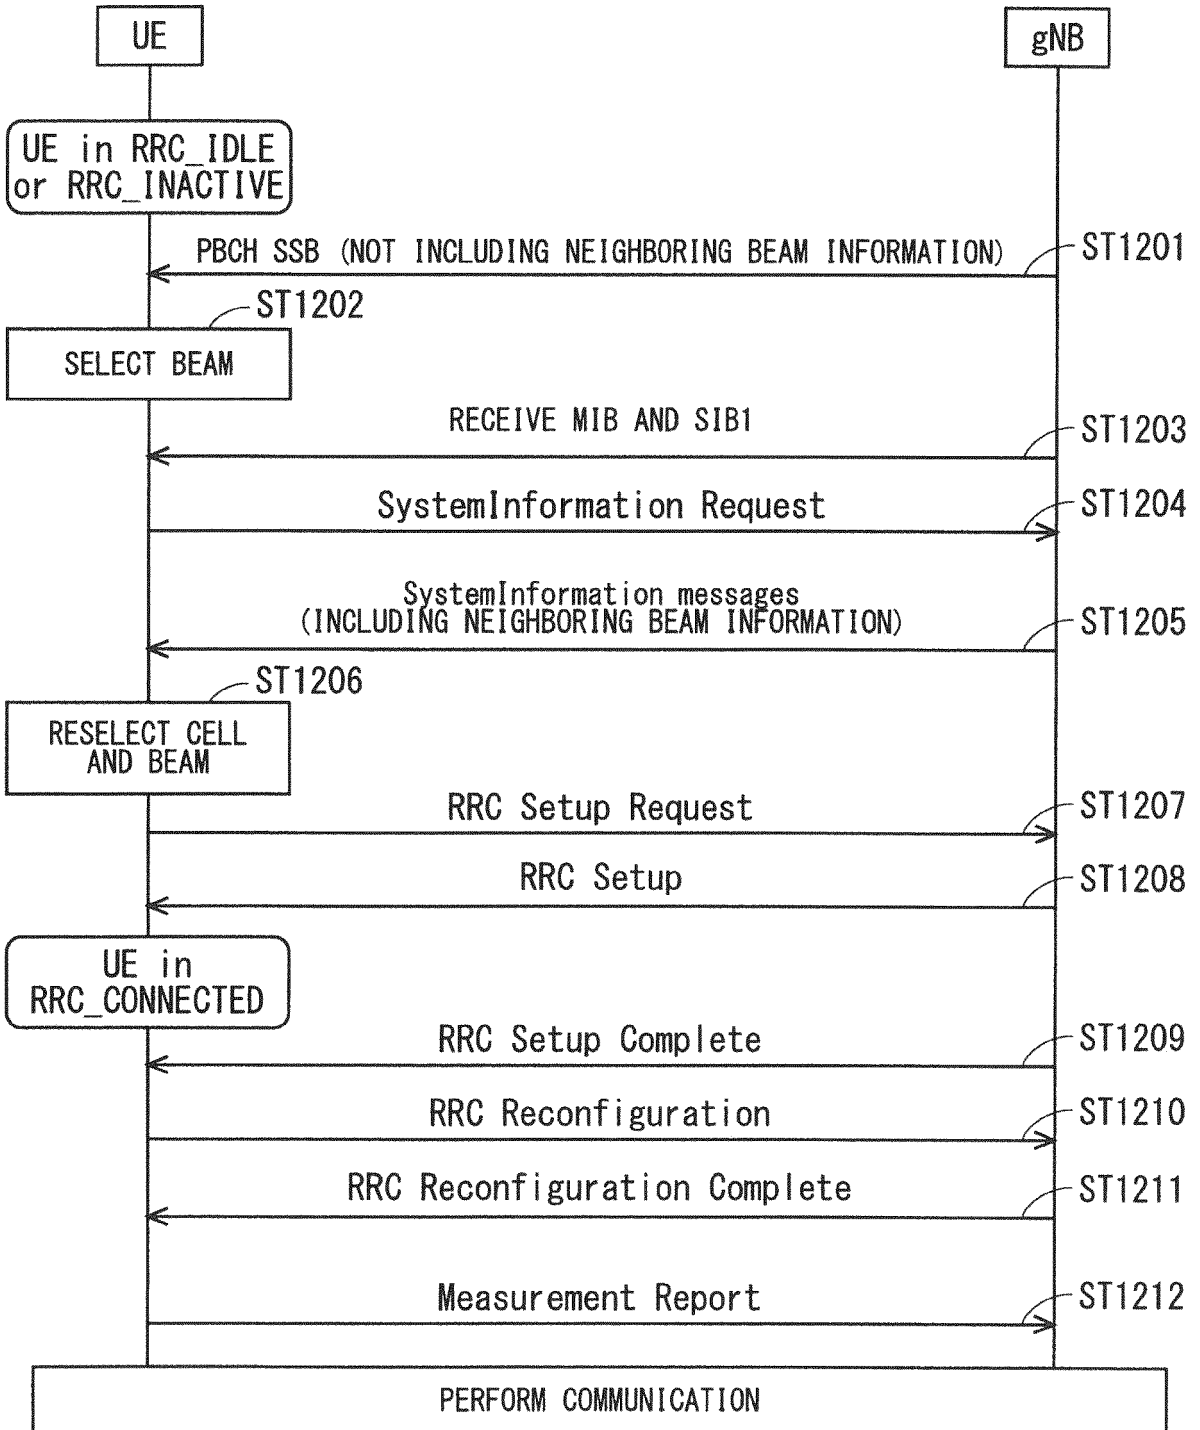 UE
gNB
UE in RRC_IDLE
or RRC_INACTIVE
PBCH SSB (NOT INCLUDING NEIGHBORING BEAM INFORMATION)
ST1201
ST1202
SELECT BEAM
RECEIVE MIB AND SIB1
ST1203
SystemInformation Request
ST1204
SystemInformation messages
(INCLUDING NEIGHBORING BEAM INFORMATION)
ST1205
ST1206
RESELECT CELL
AND BEAM
RRC Setup Request
ST1207
RRC Setup
ST1208
UE in
RRC_CONNECTED
RRC Setup Complete
ST1209
RRC Reconfiguration
ST1210
RRC Reconfiguration Complete
ST1211
Measurement Report
ST1212
PERFORM COMMUNICATION